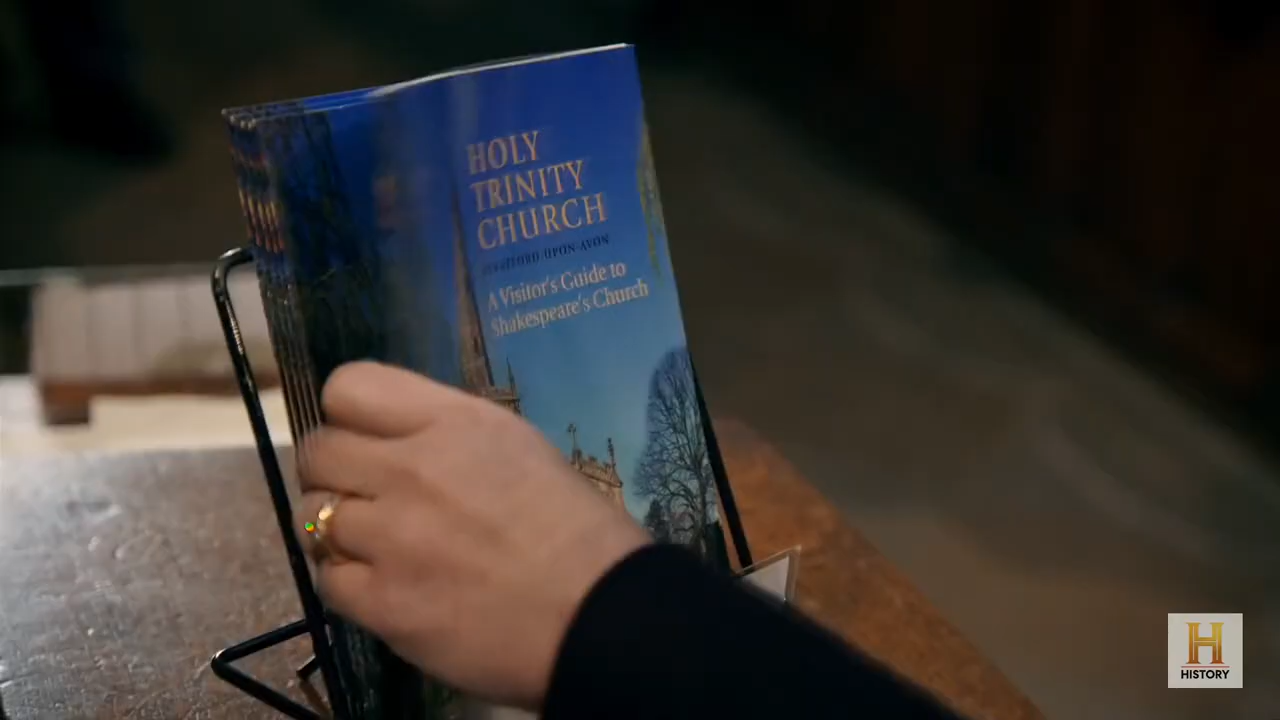 HOLY
TRINITY
CHURCH
STRATFORD-UPON-AVON
A Visitor's Guide to
Shakespeare's Church
H
HISTORY